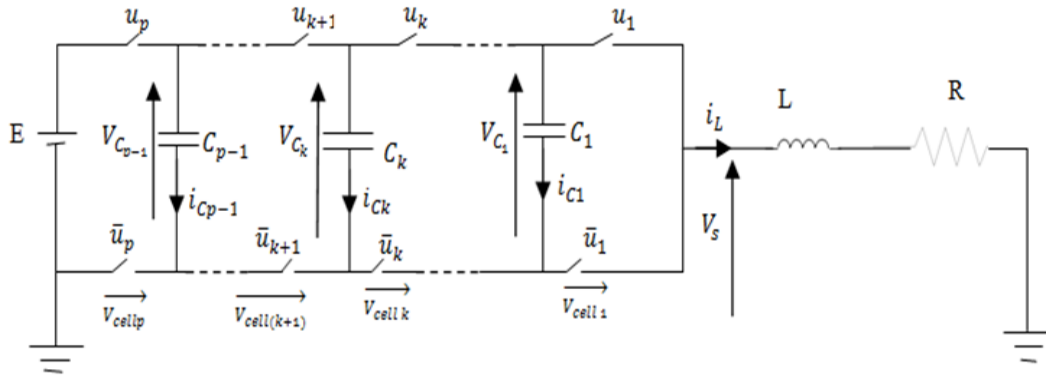 u_p u_{k+1} u_k u_1
E V_{C_{p-1}} C_{p-1} V_{C_k} C_k V_{C_1} C_1 i_L L R
i_{Cp-1} i_{Ck} i_{C1} V_s
ū_p ū_{k+1} ū_k ū_1
V_{cellp} V_{cell(k+1)} V_{cell k} V_{cell 1}